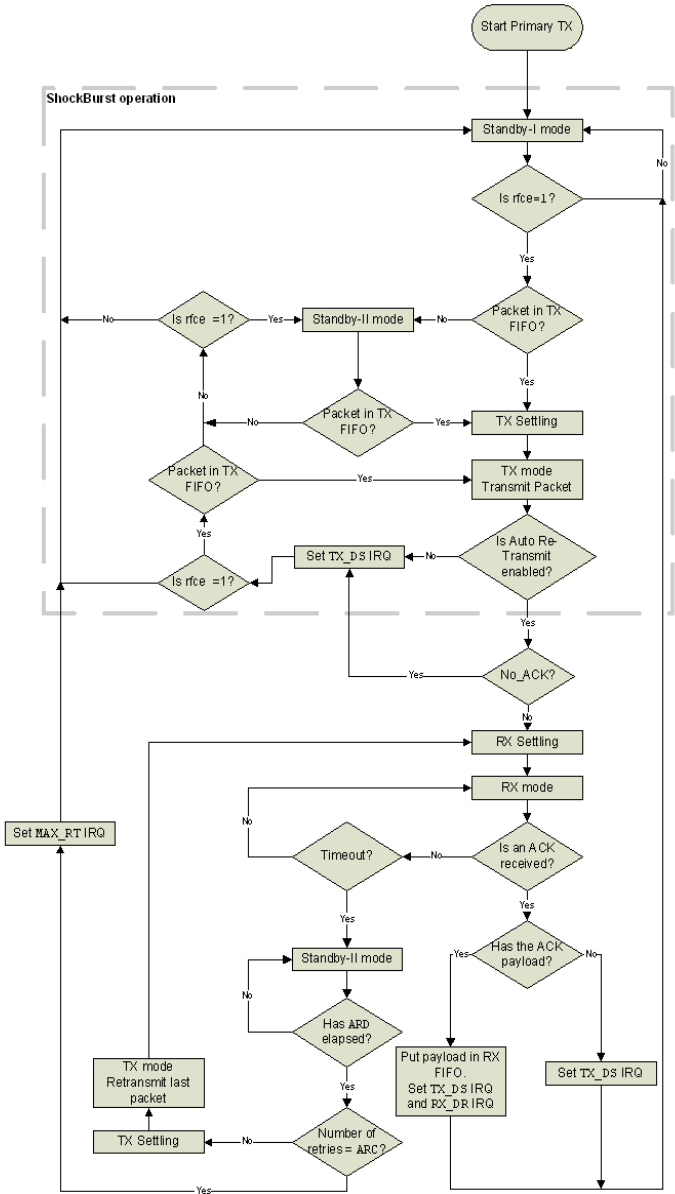 Start Primary TX
ShockBurst operation
Standby-I mode
No
Is rfce=1?
Yes
Is rfce =1?
No
Yes
Standby-II mode
No
Packet in TX
FIFO?
Yes
No
Packet in TX
FIFO?
No
Yes
TX Settling
Packet in TX
FIFO?
Yes
TX mode
Transmit Packet
Yes
Is rfce =1?
Set TX_DS IRQ
No
Is Auto Re-
Transmit
enabled?
Yes
Yes
No_ACK?
No
RX Settling
RX mode
No
Set MAX_RT IRQ
Timeout?
No
Is an ACK
received?
Yes
Yes
Standby-II mode
Yes
Has the ACK
payload?
No
No
Has ARD
elapsed?
Yes
TX mode
Retransmit last
packet
Put payload in RX
FIFO.
Set TX_DS IRQ
and RX_DR IRQ
Set TX_DS IRQ
TX Settling
No
Number of
retries = ARC?
Yes